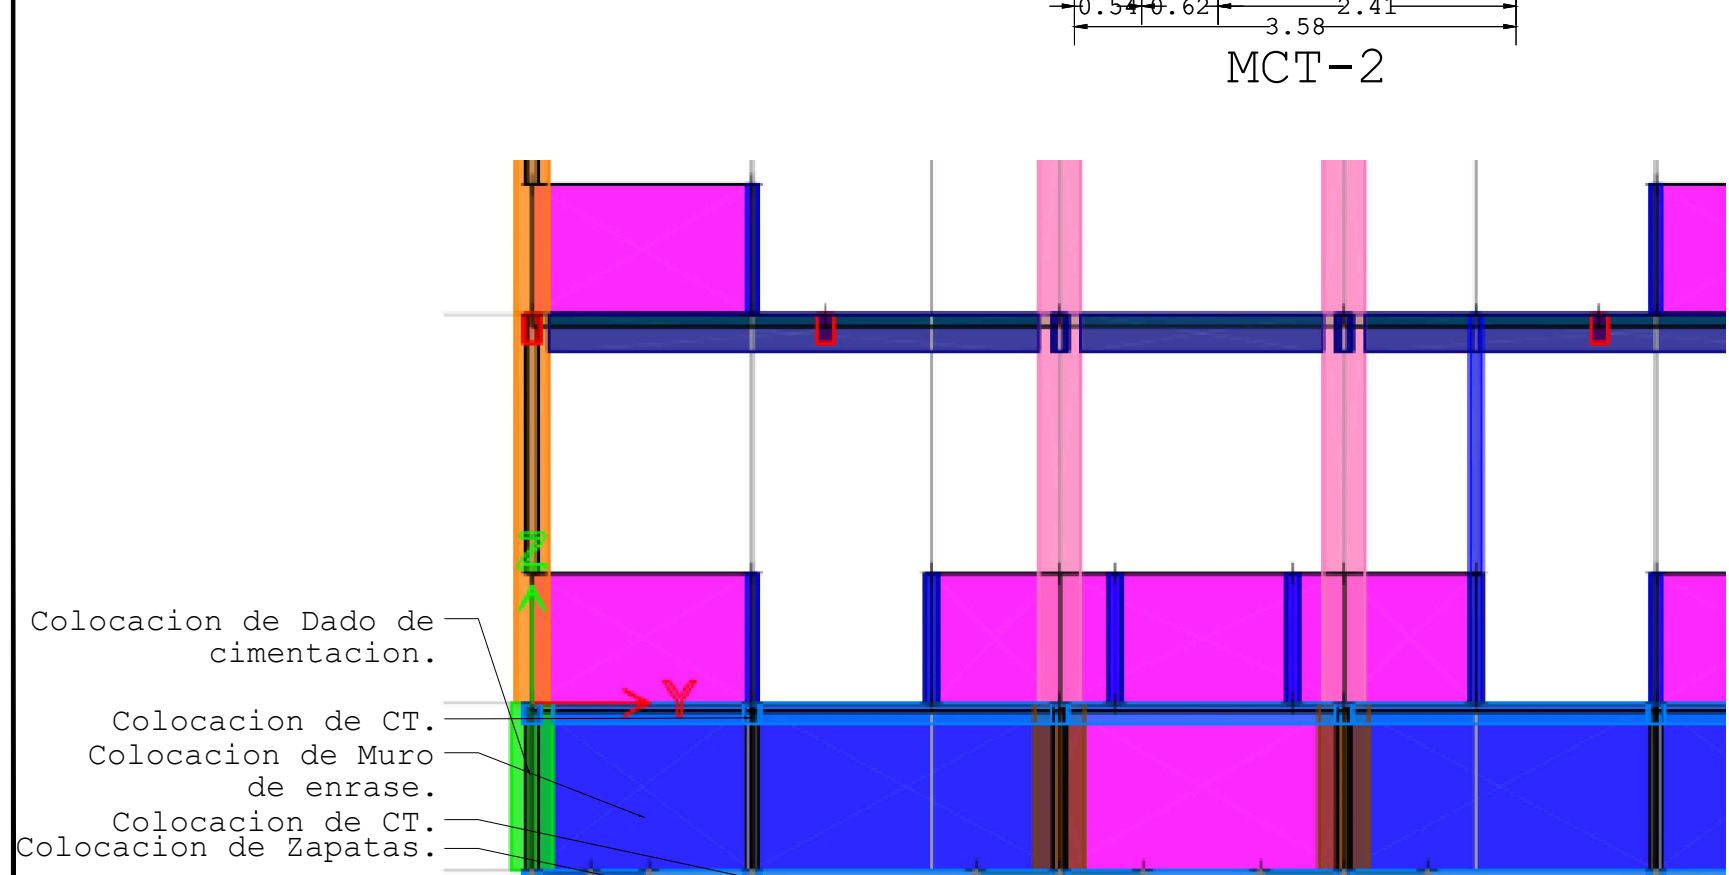 0.54 0.62 2.41
3.58
MCT-2
Z
Colocacion de Dado de
cimentacion.
Y
Colocacion de CT.
Colocacion de Muro
de enrase.
Colocacion de CT.
Colocacion de Zapatas.